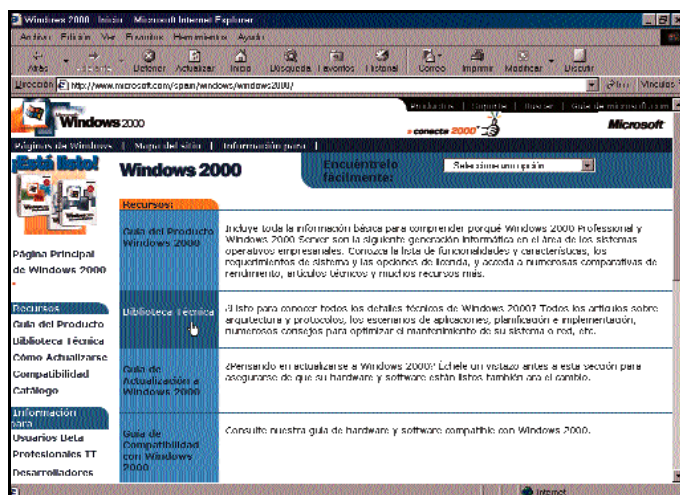 Windows 2000 Inicio Microsoft Internet Explorer
Archivo Edición Ver Favoritos Herramientas Ayuda
Atrás Adelante Detener Actualizar Inicio Búsqueda Favoritos Historial Correo Imprimir Modificar Discutir
Dirección http://www.microsoft.com/spain/windows/windows2000/ Vínculos
Productos | Soporte | Buscar | Guía de microsoft.com
Windows 2000
conecta 2000
Microsoft
Páginas de Windows | Mapa del sitio | Información para |
¡Está listo!
Windows 2000
Encuéntrelo
fácilmente:
Seleccione una opción
Recursos:
Guía del Producto
Windows 2000
Incluye toda la información básica para comprender porqué Windows 2000 Professional y
Windows 2000 Server son la siguiente generación informática en el área de los sistemas
operativos empresariales. Conozca la lista de funcionalidades y características, los
requerimientos de sistema y las opciones de licencia, y acceda a numerosas comparativas de
rendimiento, artículos técnicos y muchos recursos más.
Página Principal
de Windows 2000
Biblioteca Técnica
¿Listo para conocer todos los detalles técnicos de Windows 2000? Todos los artículos sobre
arquitectura y protocolos, los escenarios de aplicaciones, planificación e implementación,
numerosos consejos para optimizar el mantenimiento de su sistema o red, etc.
Recursos
Guía del Producto
Biblioteca Técnica
Cómo Actualizarse
Compatibilidad
Catálogo
Guía de
Actualización a
Windows 2000
¿Pensando en actualizarse a Windows 2000? Échele un vistazo antes a esta sección para
asegurarse de que su hardware y software están listos también ara el cambio.
Información
para
Usuarios Beta
Profesionales TI
Desarrolladores
Guía de
Compatibilidad
con Windows
2000
Consulte nuestra guía de hardware y software compatible con Windows 2000.
Internet